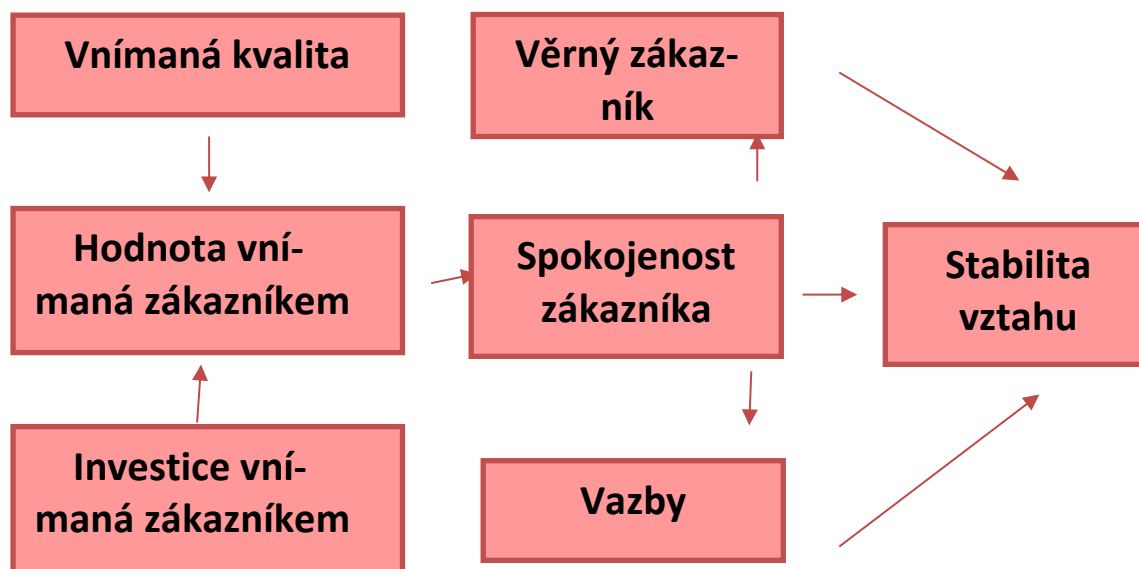 Vnímaná kvalita
Hodnota vní-
maná zákazníkem
Investice vní-
maná zákazníkem
Věrný zákaz-
ník
Spokojenost
zákazníka
Vazby
Stabilita
vztahu